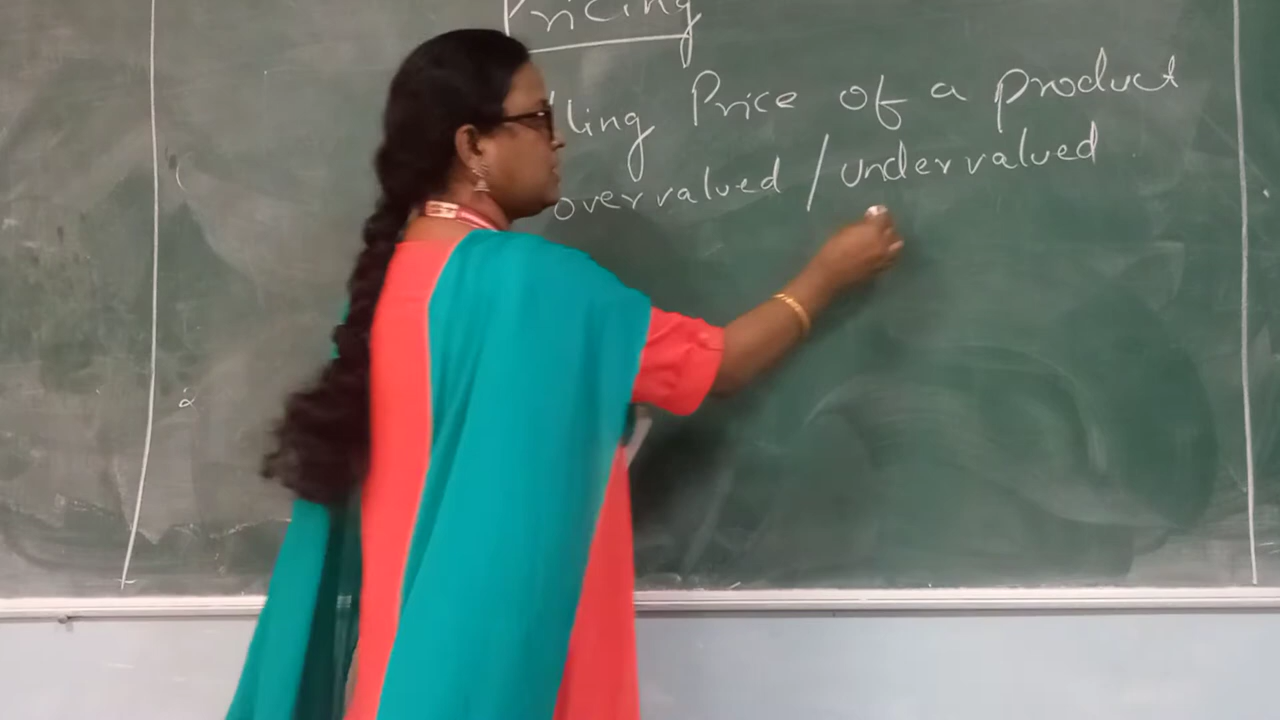 Pricing
lling Price of a product
overvalued / undervalued